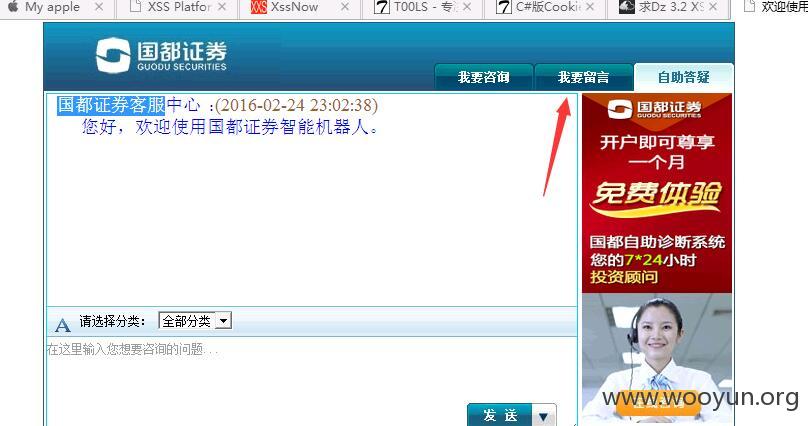 My apple
XSS Platfor
XssNow
T00LS - 专
C#版Cooki
求Dz 3.2 XS
欢迎使用
国都证券
GUODU SECURITIES
我要咨询
我要留言
自助答疑
国都证券客服中心 :(2016-02-24 23:02:38)
您好，欢迎使用国都证券智能机器人。
国都证券
GUODU SECURITIES
开户即可尊享
一个月
免费体验
国都自助诊断系统
您的7*24小时
投资顾问
请选择分类：
全部分类
在这里输入您想要咨询的问题...
发 送
www.wooyun.org